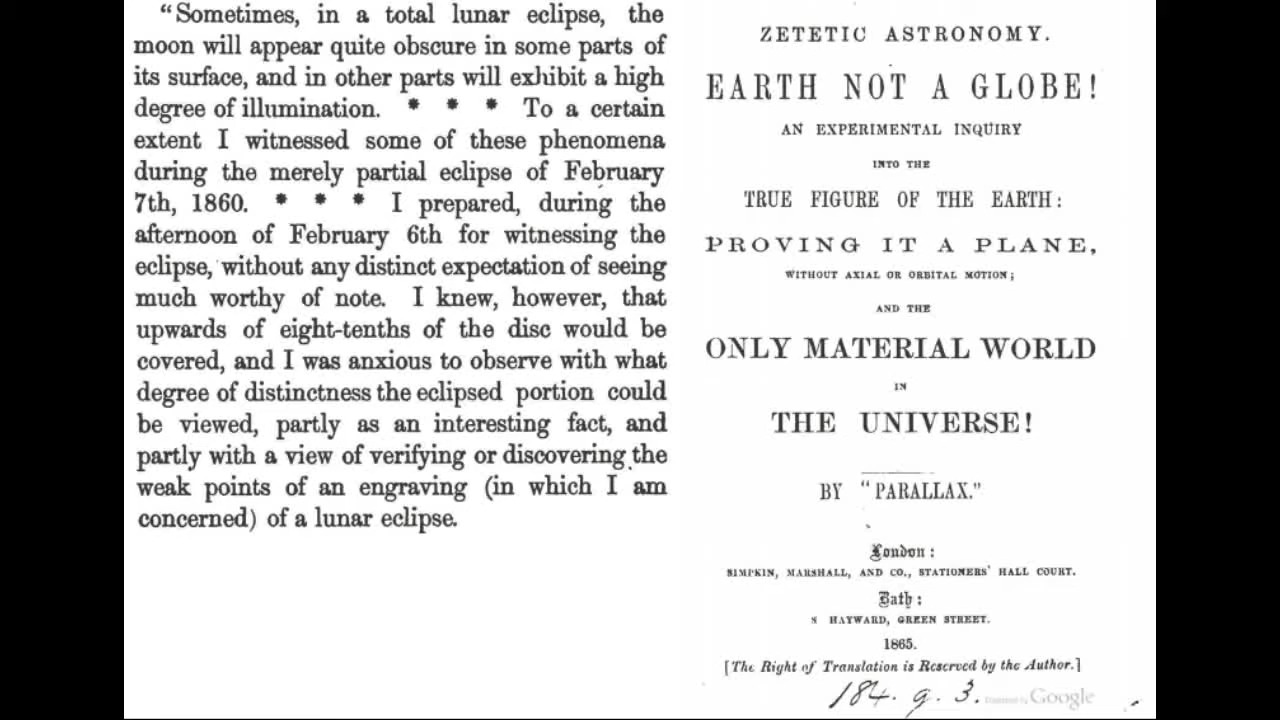 “Sometimes, in a total lunar eclipse, the
moon will appear quite obscure in some parts of
its surface, and in other parts will exhibit a high
degree of illumination. * * * To a certain
extent I witnessed some of these phenomena
during the merely partial eclipse of February
7th, 1860. * * * I prepared, during the
afternoon of February 6th for witnessing the
eclipse, without any distinct expectation of seeing
much worthy of note. I knew, however, that
upwards of eight-tenths of the disc would be
covered, and I was anxious to observe with what
degree of distinctness the eclipsed portion could
be viewed, partly as an interesting fact, and
partly with a view of verifying or discovering the
weak points of an engraving (in which I am
concerned) of a lunar eclipse.
ZETETIC ASTRONOMY.
EARTH NOT A GLOBE!
AN EXPERIMENTAL INQUIRY
INTO THE
TRUE FIGURE OF THE EARTH:
PROVING IT A PLANE,
WITHOUT AXIAL OR ORBITAL MOTION;
AND THE
ONLY MATERIAL WORLD
IN
THE UNIVERSE!
BY “PARALLAX.”
London:
SIMPKIN, MARSHALL, AND CO., STATIONERS' HALL COURT.
Bath:
S HAYWARD, GREEN STREET.
1865.
[The Right of Translation is Reserved by the Author.]
184. g. 3.
Digitized by Google